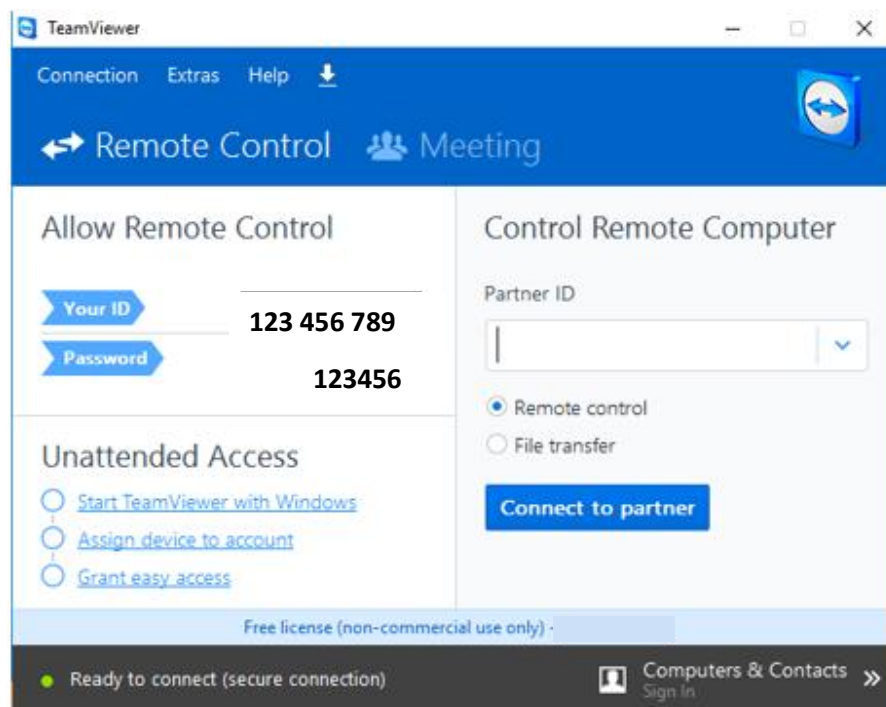 TeamViewer
Connection Extras Help
Remote Control Meeting
Allow Remote Control
Your ID
123 456 789
Password
123456
Unattended Access
Start TeamViewer with Windows
Assign device to account
Grant easy access
Control Remote Computer
Partner ID
Remote control
File transfer
Connect to partner
Free license (non-commercial use only) -
Ready to connect (secure connection)
Computers & Contacts
Sign In